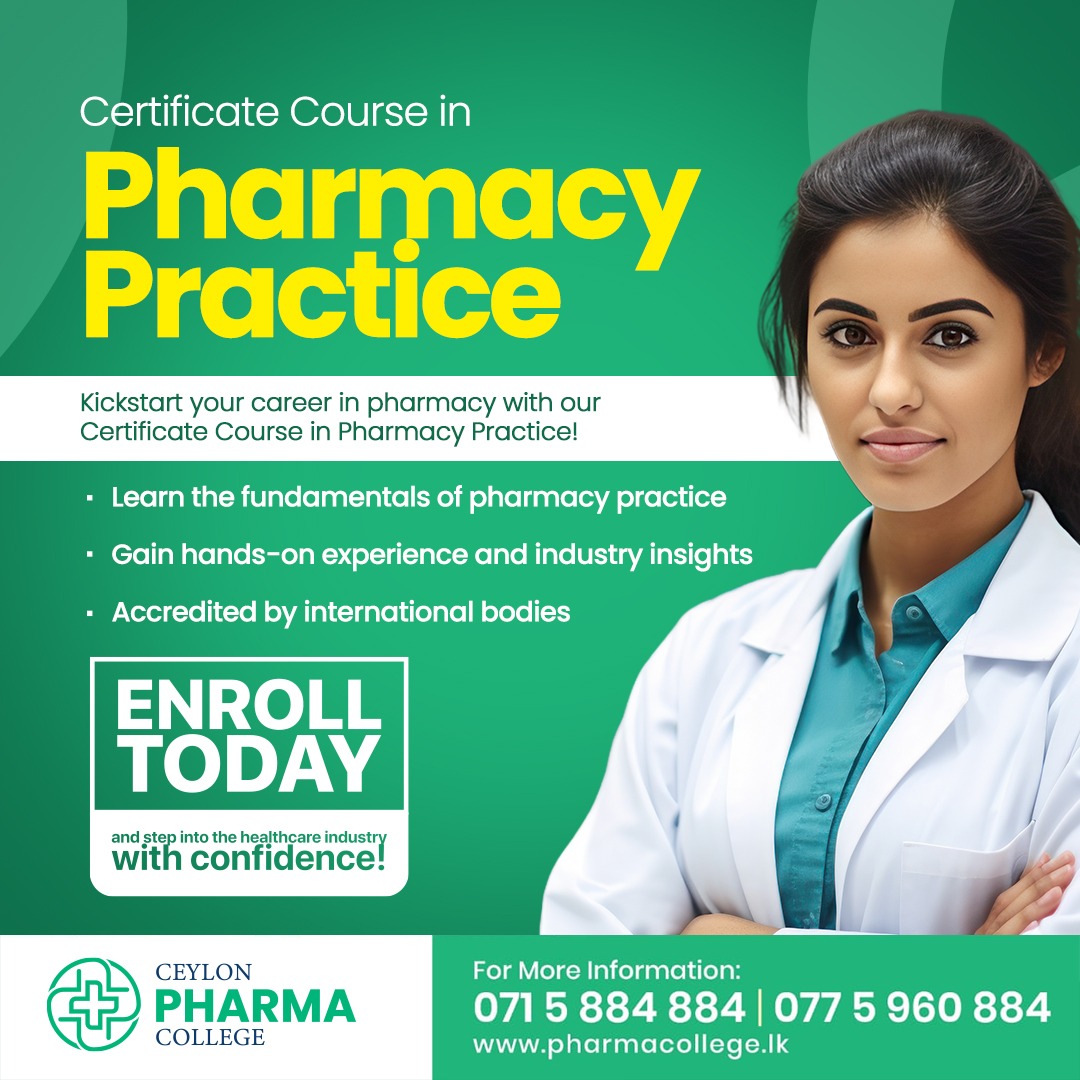 Certificate Course in
Pharmacy
Practice
Kickstart your career in pharmacy with our
Certificate Course in Pharmacy Practice!
· Learn the fundamentals of pharmacy practice
· Gain hands-on experience and industry insights
· Accredited by international bodies
ENROLL
TODAY
and step into the healthcare industry
with confidence!
CEYLON
PHARMA
COLLEGE
For More Information:
071 5 884 884 | 077 5 960 884
www.pharmacollege.lk